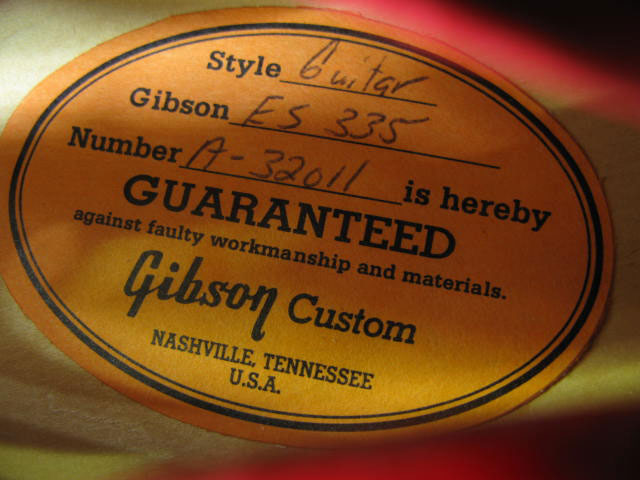 Style Guitar
Gibson ES 335
Number A-32011 is hereby
GUARANTEED
against faulty workmanship and materials.
Gibson Custom
NASHVILLE, TENNESSEE
U.S.A.